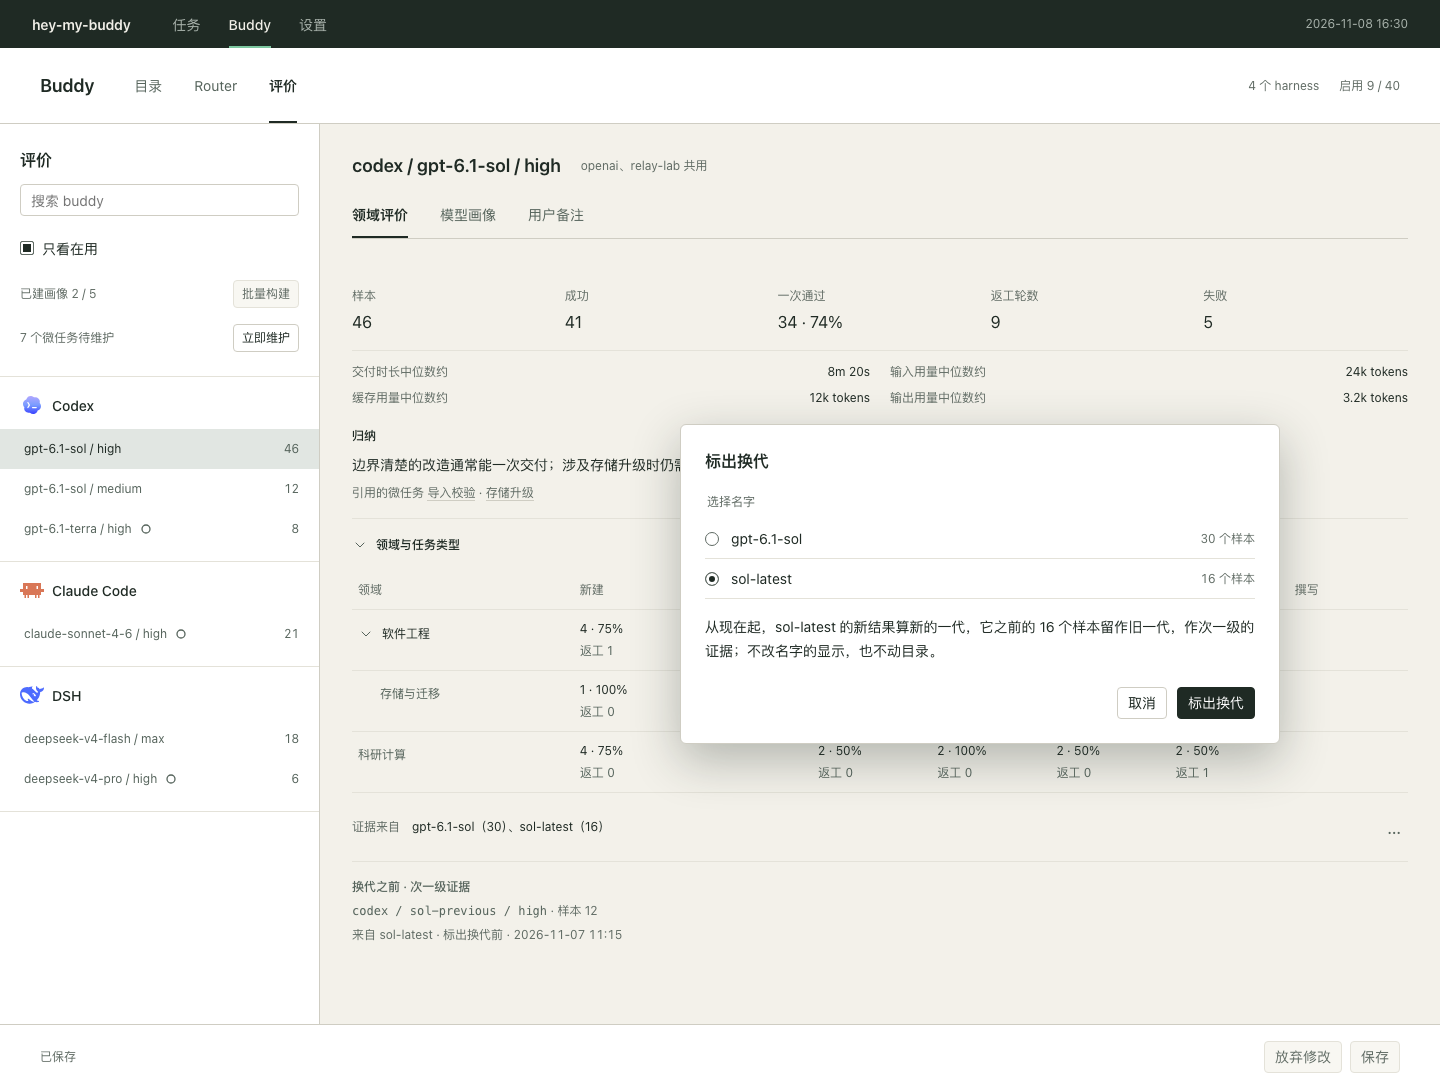 hey-my-buddy 任务 Buddy 设置 2026-11-08 16:30
Buddy 目录 Router 评价 4 个 harness 启用 9 / 40
评价
搜索 buddy
只看在用
已建画像 2 / 5 批量构建
7 个微任务待维护 立即维护
Codex
gpt-6.1-sol / high 46
gpt-6.1-sol / medium 12
gpt-6.1-terra / high 8
Claude Code
claude-sonnet-4-6 / high 21
DSH
deepseek-v4-flash / max 18
deepseek-v4-pro / high 6
codex / gpt-6.1-sol / high openai、relay-lab 共用
领域评价 模型画像 用户备注
样本 成功 一次通过 返工轮数 失败
46 41 34 · 74% 9 5
交付时长中位数约 8m 20s 输入用量中位数约 24k tokens
缓存用量中位数约 12k tokens 输出用量中位数约 3.2k tokens
归纳
边界清楚的改造通常能一次交付；涉及存储升级时仍
引用的微任务 导入校验 · 存储升级
领域与任务类型
领域 新建 撰写
软件工程 4 · 75%
返工 1
存储与迁移 1 · 100%
返工 0
科研计算 4 · 75% 2 · 50% 2 · 100% 2 · 50% 2 · 50%
返工 0 返工 0 返工 0 返工 0 返工 1
证据来自 gpt-6.1-sol（30）、sol-latest（16） ...
换代之前 · 次一级证据
codex / sol-previous / high · 样本 12
来自 sol-latest · 标出换代前 · 2026-11-07 11:15
标出换代
选择名字
gpt-6.1-sol 30 个样本
sol-latest 16 个样本
从现在起，sol-latest 的新结果算新的一代，它之前的 16 个样本留作旧一代，作次一级的
证据；不改名字的显示，也不动目录。
取消 标出换代
已保存 放弃修改 保存